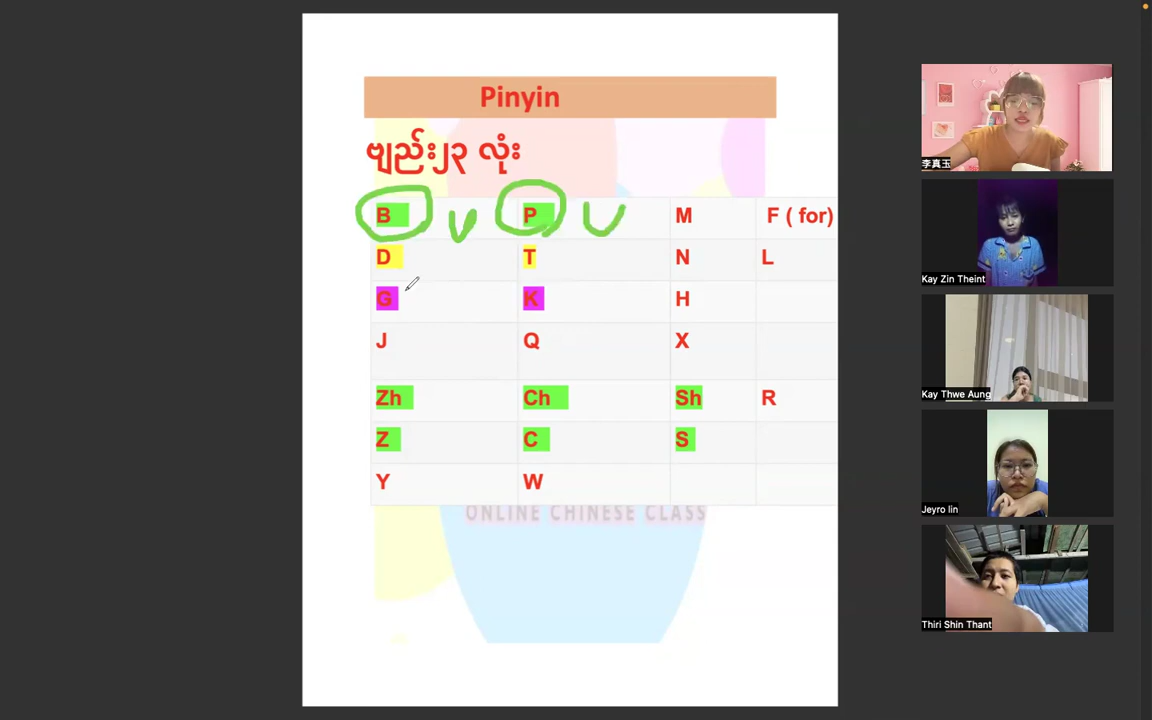 Pinyin
ဗျည်း၂၃ လုံး
B P M F ( for)
D T N L
G K H
J Q X
Zh Ch Sh R
Z C S
Y W
ONLINE CHINESE CLASS
李真玉
Kay Zin Theint
Kay Thwe Aung
Jeyro lin
Thiri Shin Thant